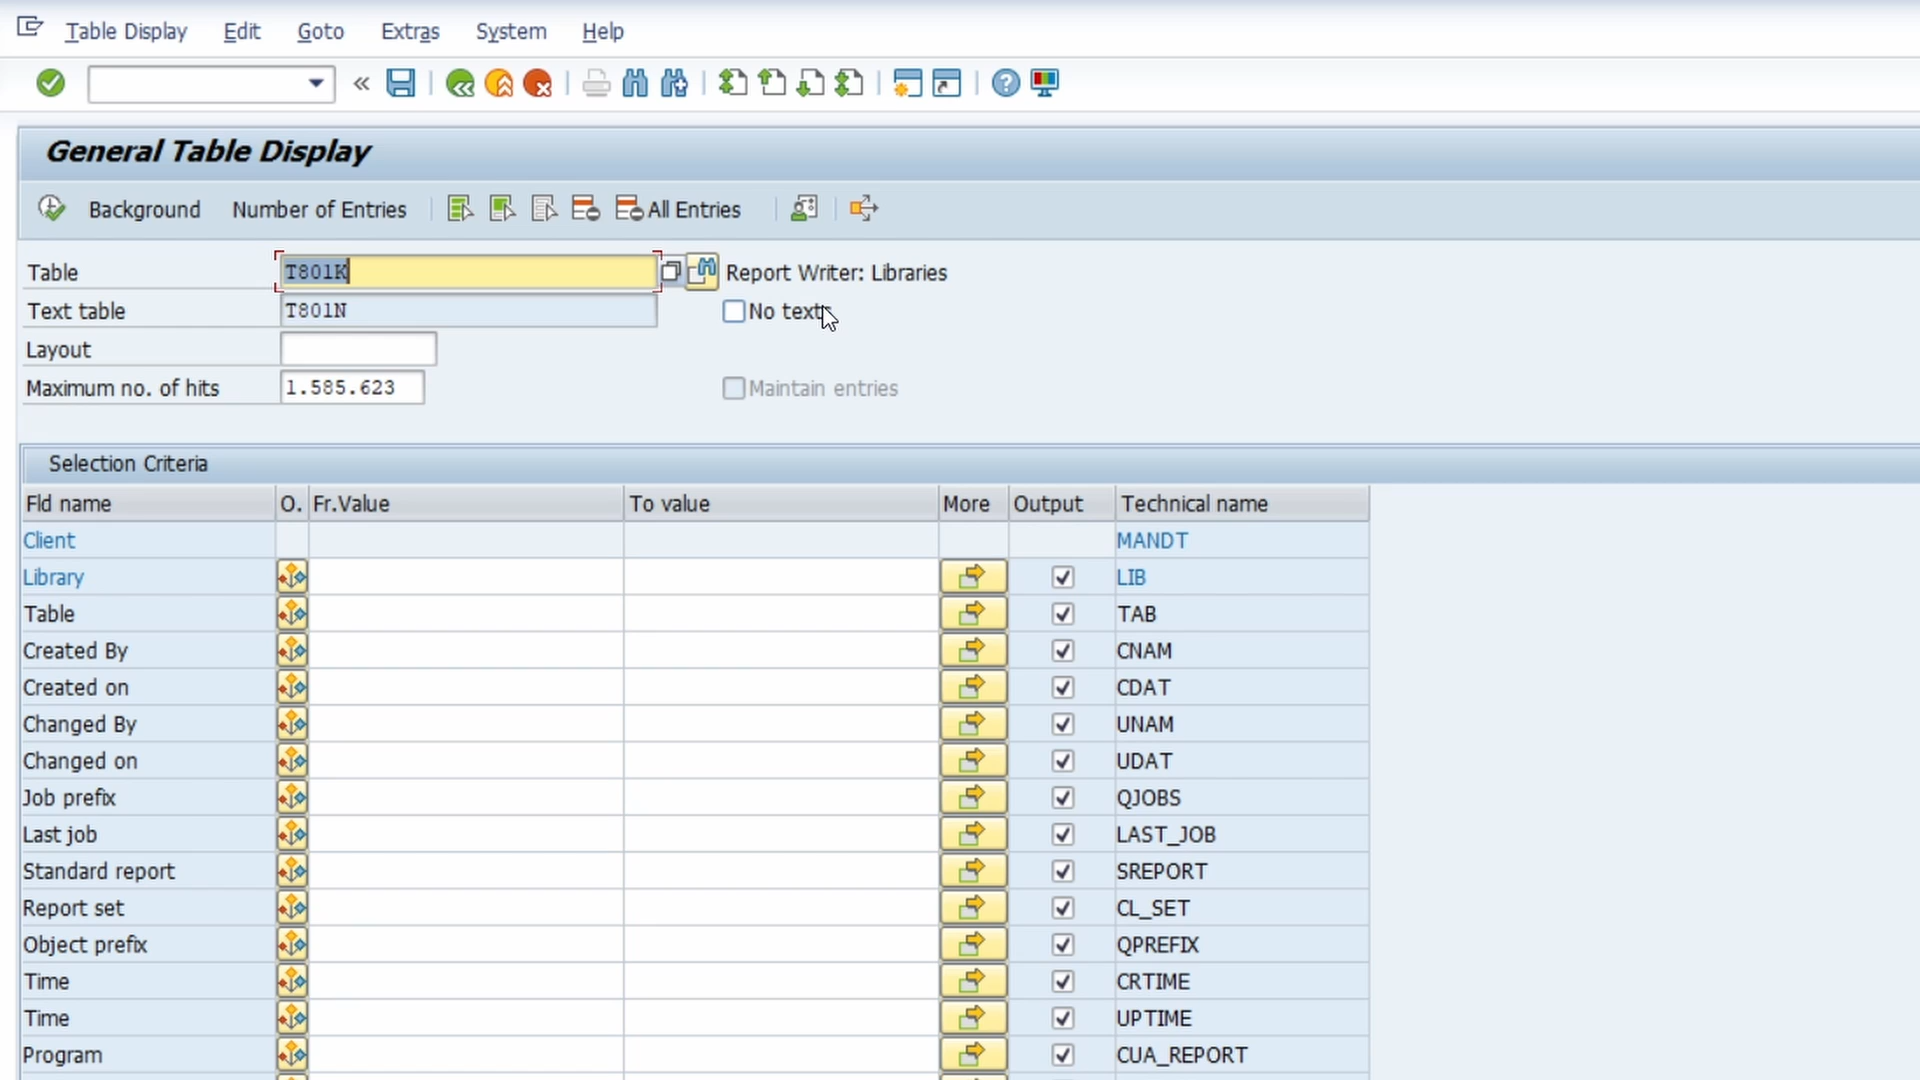 Table Display Edit Goto Extras System Help
General Table Display
Background Number of Entries All Entries
Table T801K Report Writer: Libraries
Text table T801N No texts
Layout
Maximum no. of hits 1.585.623 Maintain entries
Selection Criteria
Fld name O. Fr.Value To value More Output Technical name
Client MANDT
Library LIB
Table TAB
Created By CNAM
Created on CDAT
Changed By UNAM
Changed on UDAT
Job prefix QJOBS
Last job LAST_JOB
Standard report SREPORT
Report set CL_SET
Object prefix QPREFIX
Time CRTIME
Time UPTIME
Program CUA_REPORT